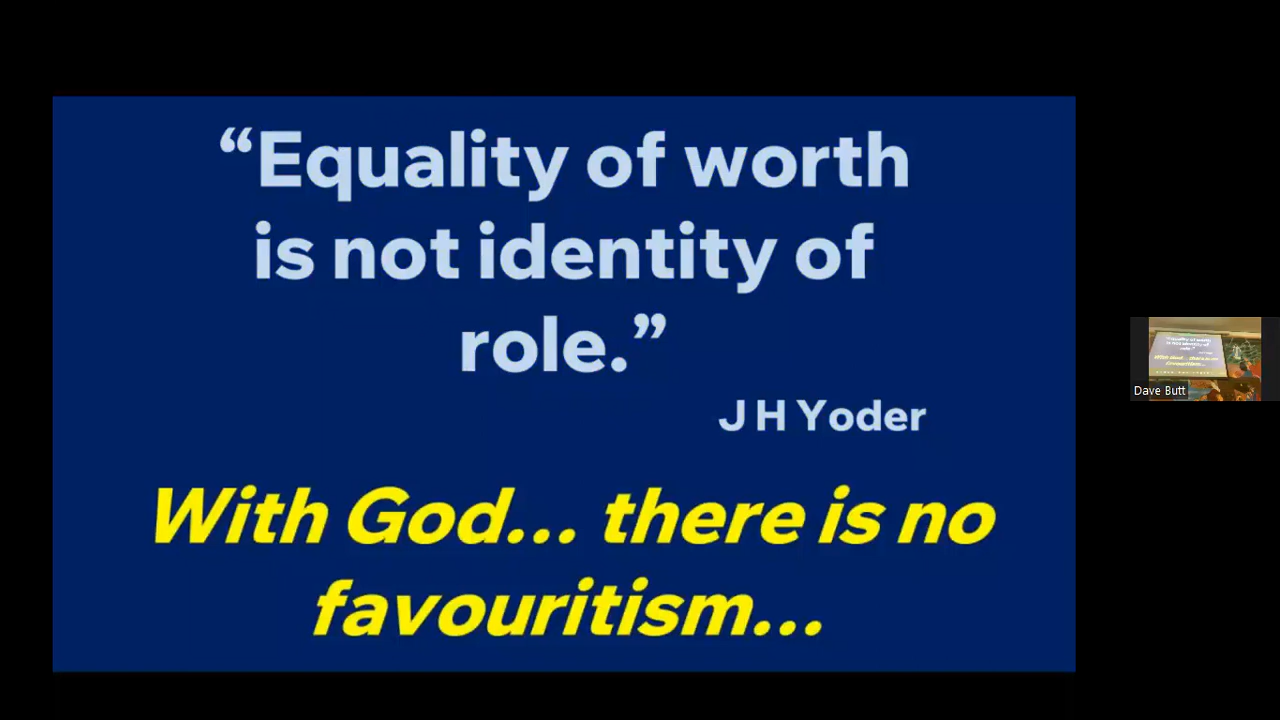 “Equality of worth
is not identity of
role.”
J H Yoder
With God... there is no
favouritism...
Dave Butt